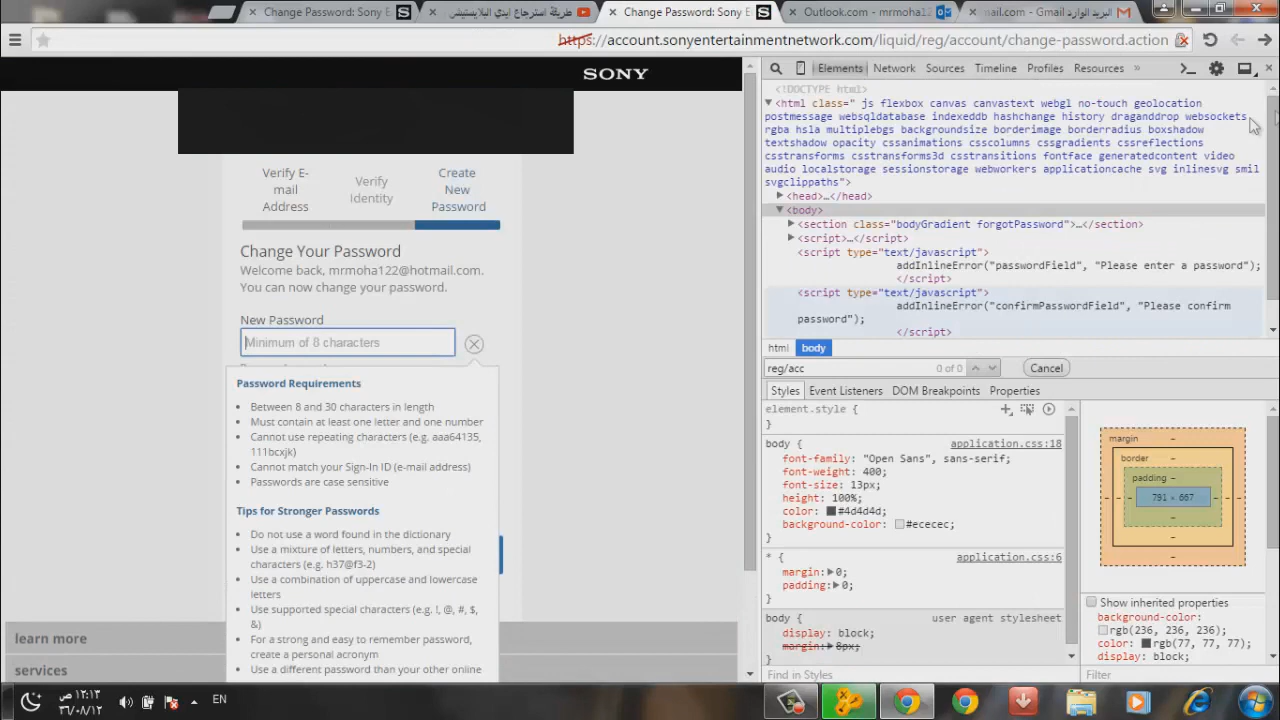 Change Password: Sony E
طريقة استرجاع ايدي البلايستيشن
Change Password: Sony E
Outlook.com - mrmoha12
البريد الوارد - Gmail
mail.com
https://account.sonyentertainmentnetwork.com/liquid/reg/account/change-password.action
SONY
Verify E-
mail
Address
Verify
Identity
Create
New
Password
Change Your Password
Welcome back, mrmoha122@hotmail.com.
You can now change your password.
New Password
Minimum of 8 characters
Password Requirements
• Between 8 and 30 characters in length
• Must contain at least one letter and one number
• Cannot use repeating characters (e.g. aaa64135,
111bcxjk)
• Cannot match your Sign-In ID (e-mail address)
• Passwords are case sensitive
Tips for Stronger Passwords
• Do not use a word found in the dictionary
• Use a mixture of letters, numbers, and special
characters (e.g. h37@f3-2)
• Use a combination of uppercase and lowercase
letters
• Use supported special characters (e.g. !, @, #, $,
&)
• For a strong and easy to remember password,
create a personal acronym
• Use a different password than your other online
learn more
services
Elements Network Sources Timeline Profiles Resources »
<!DOCTYPE html>
<html class=" js flexbox canvas canvastext webgl no-touch geolocation
postmessage websqldatabase indexeddb hashchange history draganddrop websockets
rgba hsla multiplebgs backgroundsize borderimage borderradius boxshadow
textshadow opacity cssanimations csscolumns cssgradients cssreflections
csstransforms csstransforms3d csstransitions fontface generatedcontent video
audio localstorage sessionstorage webworkers applicationcache svg inlinesvg smil
svgclippaths">
<head>…</head>
<body>
<section class="bodyGradient forgotPassword">…</section>
<script>…</script>
<script type="text/javascript">
addInlineError("passwordField", "Please enter a password");
</script>
<script type="text/javascript">
addInlineError("confirmPasswordField", "Please confirm
password");
</script>
html body
reg/acc 0 of 0 Cancel
Styles Event Listeners DOM Breakpoints Properties
element.style {
}
body { application.css:18
font-family: "Open Sans", sans-serif;
font-weight: 400;
font-size: 13px;
height: 100%;
color: #4d4d4d;
background-color: #ececec;
}
* { application.css:6
margin: 0;
padding: 0;
}
body { user agent stylesheet
display: block;
margin: 8px;
}
Find in Styles
margin –
border –
padding –
791 × 667
Show inherited properties
background-color:
rgb(236, 236, 236);
color: rgb(77, 77, 77);
display: block;
Filter
١٢:١٣ ص
٣٦/٠٨/١٢
EN